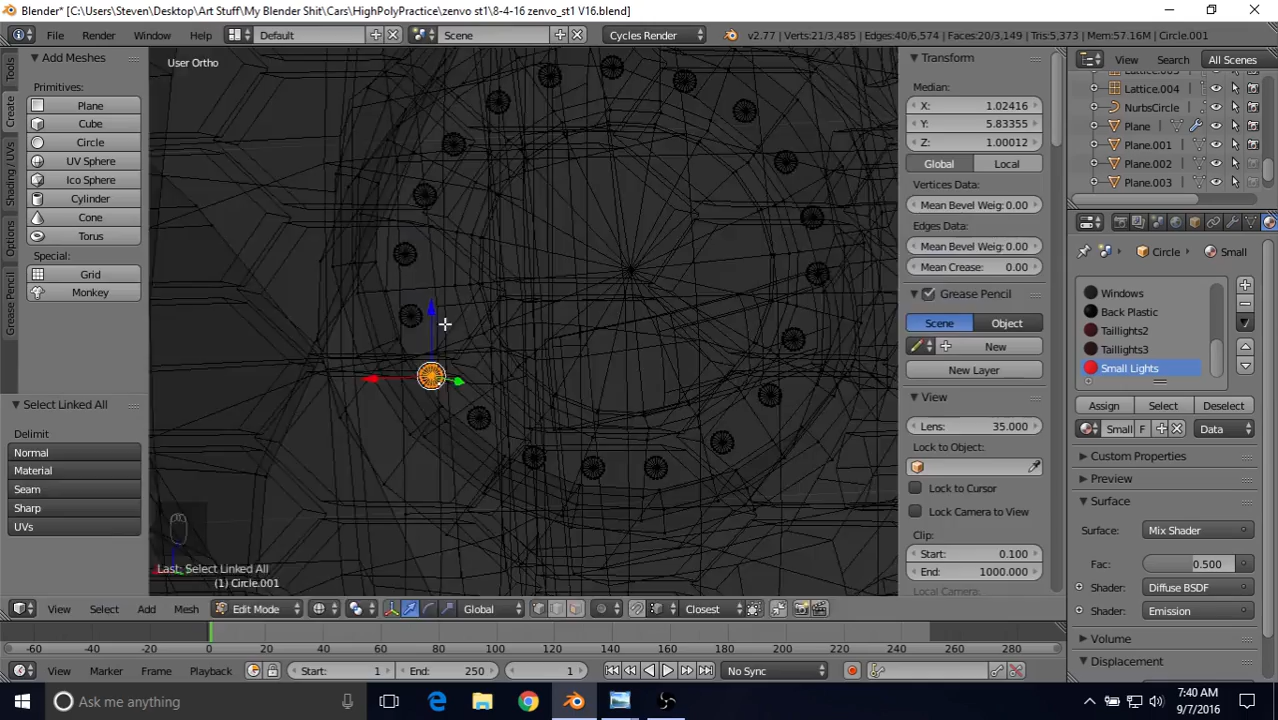 Blender* [C:\Users\Steven\Desktop\Art Stuff\My Blender Shit\Cars\HighPolyPractice\zenvo st1\8-4-16 zenvo_st1 V16.blend]
File Render Window Help Default Scene Cycles Render v2.77 | Verts:21/3,485 | Edges:40/6,574 | Faces:20/3,149 | Mem:57.16M | Circle.001
Tools
Create
Shading / UVs
Options
Grease Pencil
Add Meshes
Primitives:
Plane
Cube
Circle
UV Sphere
Ico Sphere
Cylinder
Cone
Torus
Special:
Grid
Monkey
Select Linked All
Delimit
Normal
Material
Seam
Sharp
UVs
User Ortho
Last: Select Linked All
(1) Circle.001
Transform
Median:
X: 1.02416
Y: 5.83355
Z: 1.00012
Global Local
Vertices Data:
Mean Bevel Weig: 0.00
Edges Data:
Mean Bevel Weig: 0.00
Mean Crease: 0.00
Grease Pencil
Scene Object
New
New Layer
View
Lens: 35.000
Lock to Object:
Lock to Cursor
Lock Camera to View
Clip:
Start: 0.100
End: 1000.000
Local Camera:
View Search All Scenes
Lattice.003
Lattice.004
NurbsCircle
Plane
Plane.001
Plane.002
Plane.003
Circle Small
Windows
Back Plastic
Taillights2
Taillights3
Small Lights
Assign Select Deselect
Small F Data
Custom Properties
Preview
Surface
Surface: Mix Shader
Fac: 0.500
Shader: Diffuse BSDF
Shader: Emission
Volume
Displacement
View Select Add Mesh Edit Mode Global Closest
-60 -40 -20 0 20 40 60 80 100 120 140 160 180 200 220 240 260 280
View Marker Frame Playback Start: 1 End: 250 1 No Sync
Ask me anything
7:40 AM
9/7/2016